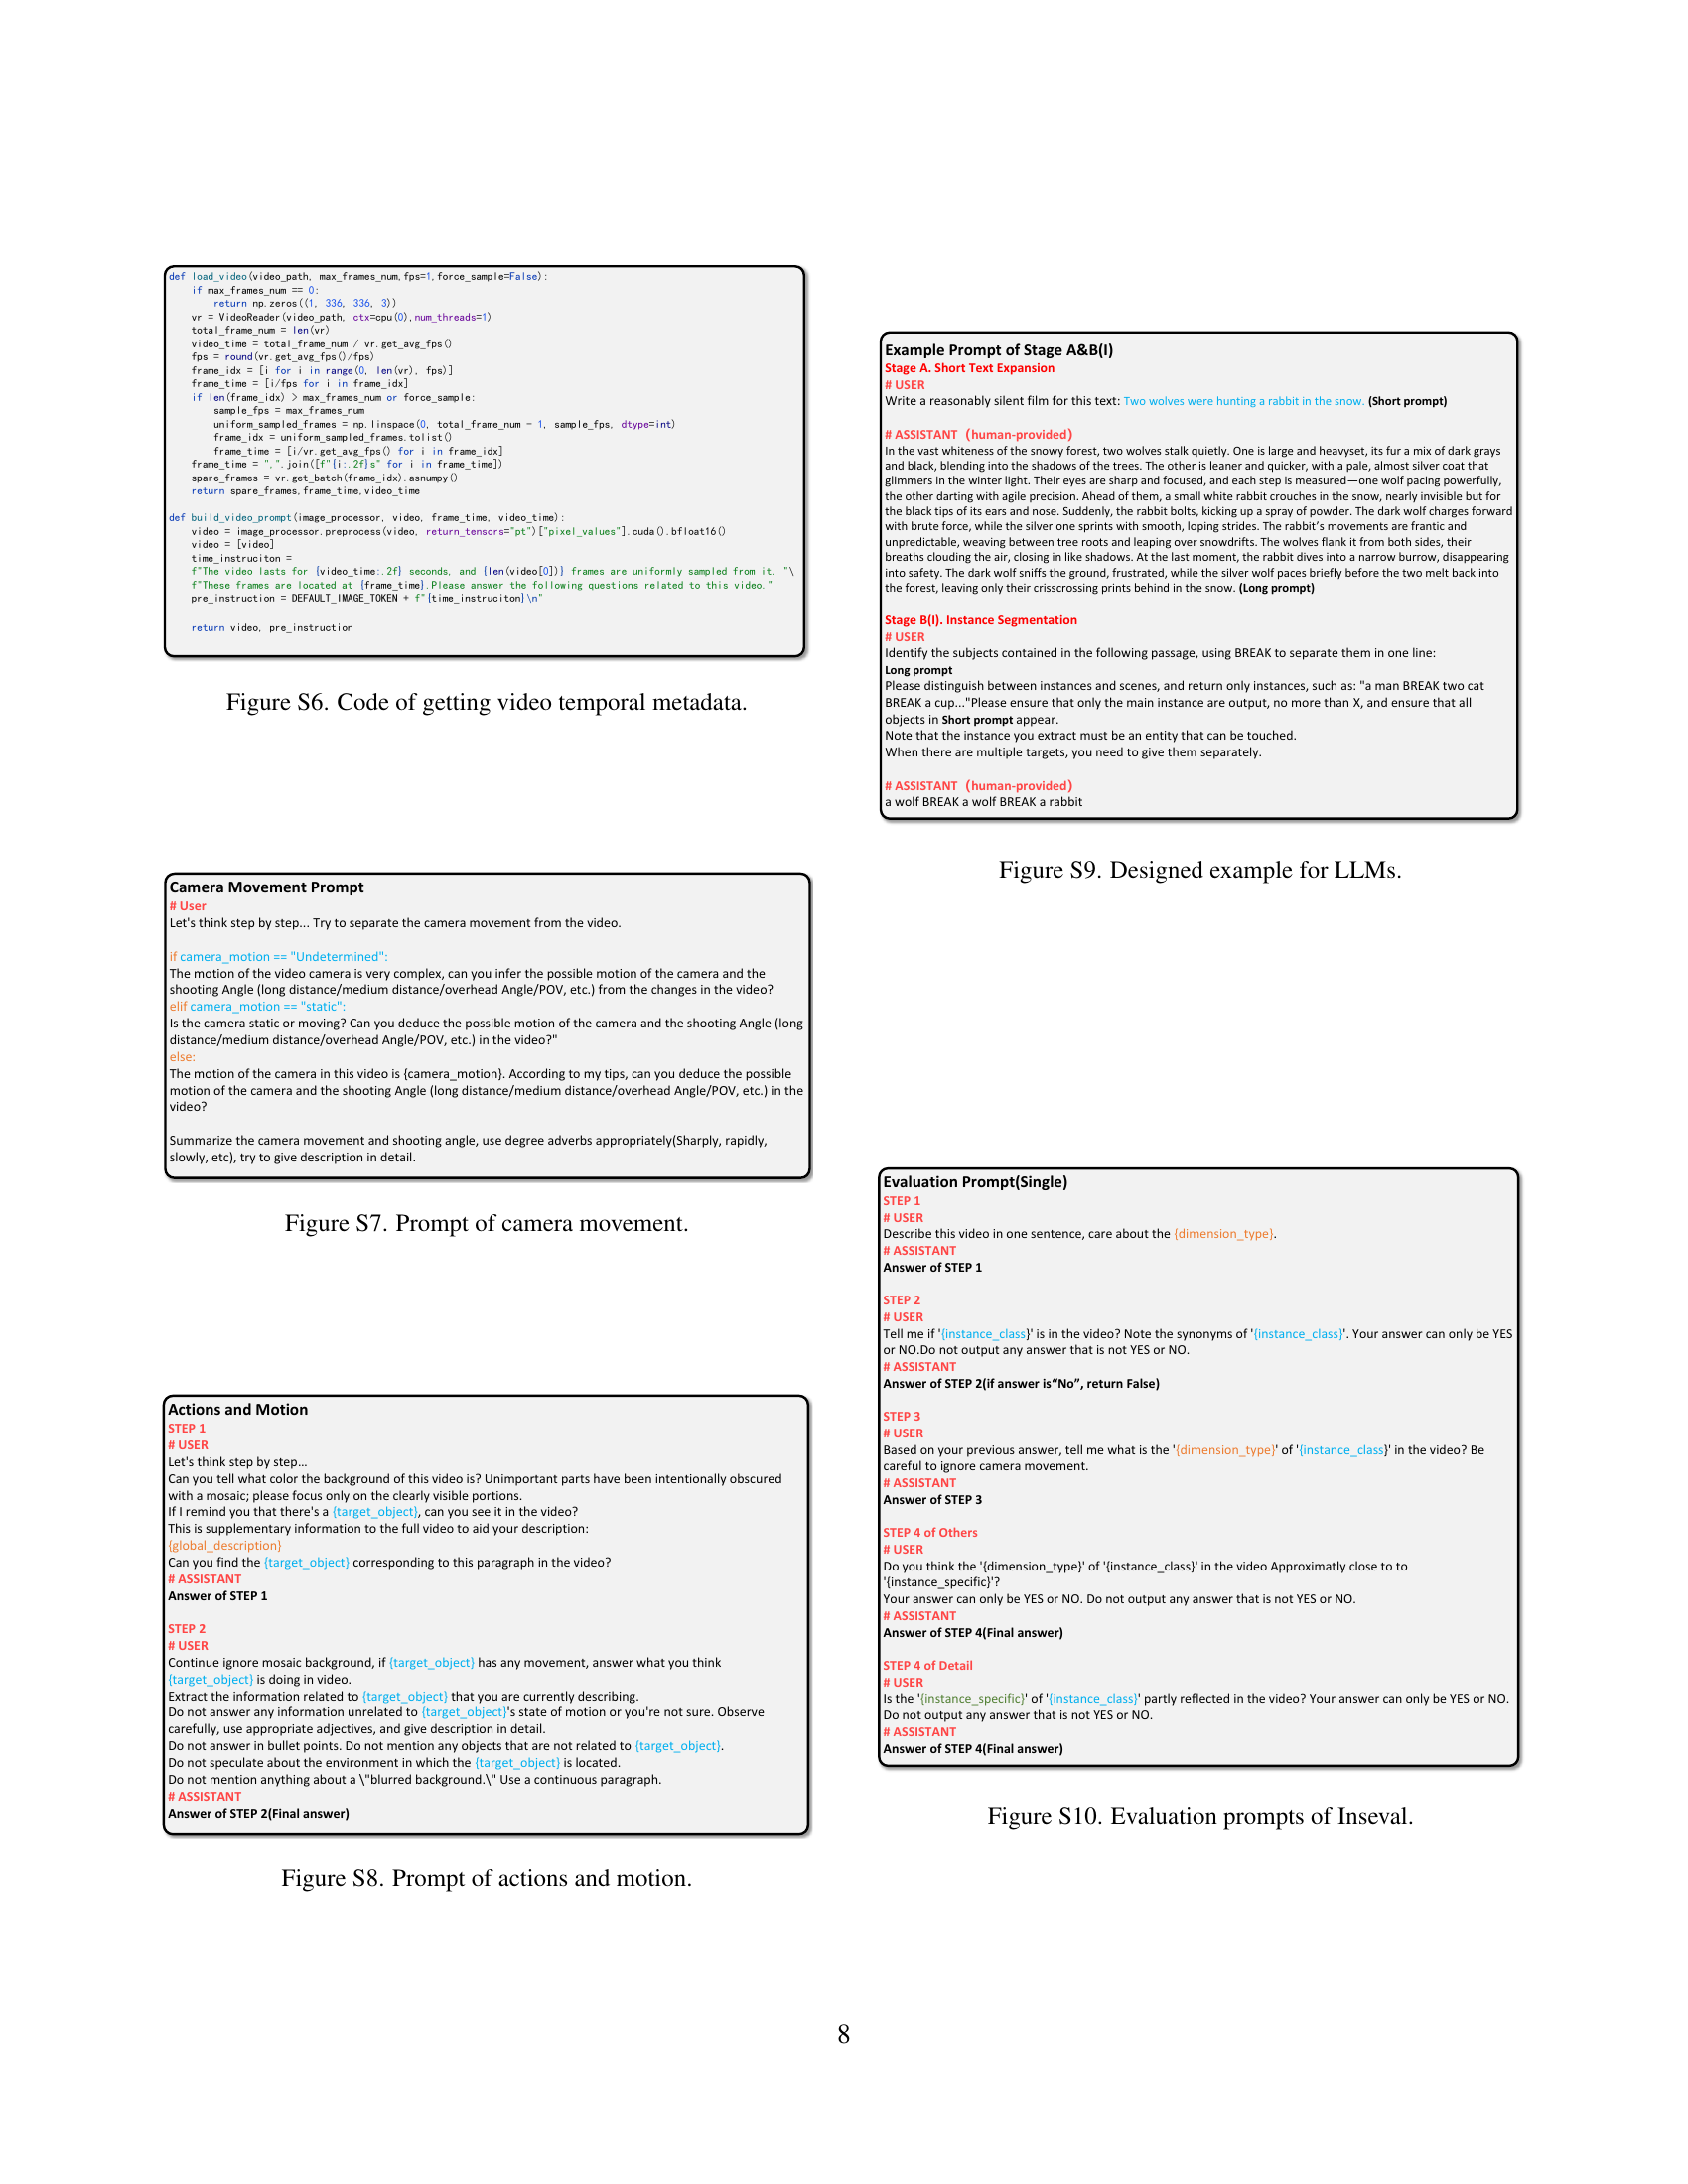 def load_video(video_path, max_frames_num,fps=1,force_sample=False):
    if max_frames_num == 0:
        return np.zeros((1, 336, 336, 3))
    vr = VideoReader(video_path, ctx=cpu(0),num_threads=1)
    total_frame_num = len(vr)
    video_time = total_frame_num / vr.get_avg_fps()
    fps = round(vr.get_avg_fps()/fps)
    frame_idx = [i for i in range(0, len(vr), fps)]
    frame_time = [i/fps for i in frame_idx]
    if len(frame_idx) > max_frames_num or force_sample:
        sample_fps = max_frames_num
        uniform_sampled_frames = np.linspace(0, total_frame_num - 1, sample_fps, dtype=int)
        frame_idx = uniform_sampled_frames.tolist()
        frame_time = [i/vr.get_avg_fps() for i in frame_idx]
    frame_time = ",".join([f"{i:.2f}s" for i in frame_time])
    spare_frames = vr.get_batch(frame_idx).asnumpy()
    return spare_frames,frame_time,video_time
def build_video_prompt(image_processor, video, frame_time, video_time):
    video = image_processor.preprocess(video, return_tensors="pt")["pixel_values"].cuda().bfloat16()
    video = [video]
    time_instruciton =
    f"The video lasts for {video_time:.2f} seconds, and {len(video[0])} frames are uniformly sampled from it. "\
    f"These frames are located at {frame_time}.Please answer the following questions related to this video."
    pre_instruction = DEFAULT_IMAGE_TOKEN + f"{time_instruciton}\n"
    return video, pre_instruction
Figure S6. Code of getting video temporal metadata.
Camera Movement Prompt
# User
Let's think step by step... Try to separate the camera movement from the video.
if camera_motion == "Undetermined":
The motion of the video camera is very complex, can you infer the possible motion of the camera and the
shooting Angle (long distance/medium distance/overhead Angle/POV, etc.) from the changes in the video?
elif camera_motion == "static":
Is the camera static or moving? Can you deduce the possible motion of the camera and the shooting Angle (long
distance/medium distance/overhead Angle/POV, etc.) in the video?"
else:
The motion of the camera in this video is {camera_motion}. According to my tips, can you deduce the possible
motion of the camera and the shooting Angle (long distance/medium distance/overhead Angle/POV, etc.) in the
video?
Summarize the camera movement and shooting angle, use degree adverbs appropriately(Sharply, rapidly,
slowly, etc), try to give description in detail.
Figure S7. Prompt of camera movement.
Actions and Motion
STEP 1
# USER
Let's think step by step...
Can you tell what color the background of this video is? Unimportant parts have been intentionally obscured
with a mosaic; please focus only on the clearly visible portions.
If I remind you that there's a {target_object}, can you see it in the video?
This is supplementary information to the full video to aid your description:
{global_description}
Can you find the {target_object} corresponding to this paragraph in the video?
# ASSISTANT
Answer of STEP 1
STEP 2
# USER
Continue ignore mosaic background, if {target_object} has any movement, answer what you think
{target_object} is doing in video.
Extract the information related to {target_object} that you are currently describing.
Do not answer any information unrelated to {target_object}'s state of motion or you're not sure. Observe
carefully, use appropriate adjectives, and give description in detail.
Do not answer in bullet points. Do not mention any objects that are not related to {target_object}.
Do not speculate about the environment in which the {target_object} is located.
Do not mention anything about a \"blurred background.\" Use a continuous paragraph.
# ASSISTANT
Answer of STEP 2(Final answer)
Figure S8. Prompt of actions and motion.
Example Prompt of Stage A&B(I)
Stage A. Short Text Expansion
# USER
Write a reasonably silent film for this text: Two wolves were hunting a rabbit in the snow. (Short prompt)
# ASSISTANT (human-provided)
In the vast whiteness of the snowy forest, two wolves stalk quietly. One is large and heavyset, its fur a mix of dark grays
and black, blending into the shadows of the trees. The other is leaner and quicker, with a pale, almost silver coat that
glimmers in the winter light. Their eyes are sharp and focused, and each step is measured—one wolf pacing powerfully,
the other darting with agile precision. Ahead of them, a small white rabbit crouches in the snow, nearly invisible but for
the black tips of its ears and nose. Suddenly, the rabbit bolts, kicking up a spray of powder. The dark wolf charges forward
with brute force, while the silver one sprints with smooth, loping strides. The rabbit's movements are frantic and
unpredictable, weaving between tree roots and leaping over snowdrifts. The wolves flank it from both sides, their
breaths clouding the air, closing in like shadows. At the last moment, the rabbit dives into a narrow burrow, disappearing
into safety. The dark wolf sniffs the ground, frustrated, while the silver wolf paces briefly before the two melt back into
the forest, leaving only their crisscrossing prints behind in the snow. (Long prompt)
Stage B(I). Instance Segmentation
# USER
Identify the subjects contained in the following passage, using BREAK to separate them in one line:
Long prompt
Please distinguish between instances and scenes, and return only instances, such as: "a man BREAK two cat
BREAK a cup..."Please ensure that only the main instance are output, no more than X, and ensure that all
objects in Short prompt appear.
Note that the instance you extract must be an entity that can be touched.
When there are multiple targets, you need to give them separately.
# ASSISTANT (human-provided)
a wolf BREAK a wolf BREAK a rabbit
Figure S9. Designed example for LLMs.
Evaluation Prompt(Single)
STEP 1
# USER
Describe this video in one sentence, care about the {dimension_type}.
# ASSISTANT
Answer of STEP 1
STEP 2
# USER
Tell me if '{instance_class}' is in the video? Note the synonyms of '{instance_class}'. Your answer can only be YES
or NO.Do not output any answer that is not YES or NO.
# ASSISTANT
Answer of STEP 2(if answer is“No”, return False)
STEP 3
# USER
Based on your previous answer, tell me what is the '{dimension_type}' of '{instance_class}' in the video? Be
careful to ignore camera movement.
# ASSISTANT
Answer of STEP 3
STEP 4 of Others
# USER
Do you think the '{dimension_type}' of '{instance_class}' in the video Approximatly close to to
'{instance_specific}'?
Your answer can only be YES or NO. Do not output any answer that is not YES or NO.
# ASSISTANT
Answer of STEP 4(Final answer)
STEP 4 of Detail
# USER
Is the '{instance_specific}' of '{instance_class}' partly reflected in the video? Your answer can only be YES or NO.
Do not output any answer that is not YES or NO.
# ASSISTANT
Answer of STEP 4(Final answer)
Figure S10. Evaluation prompts of Inseval.
8